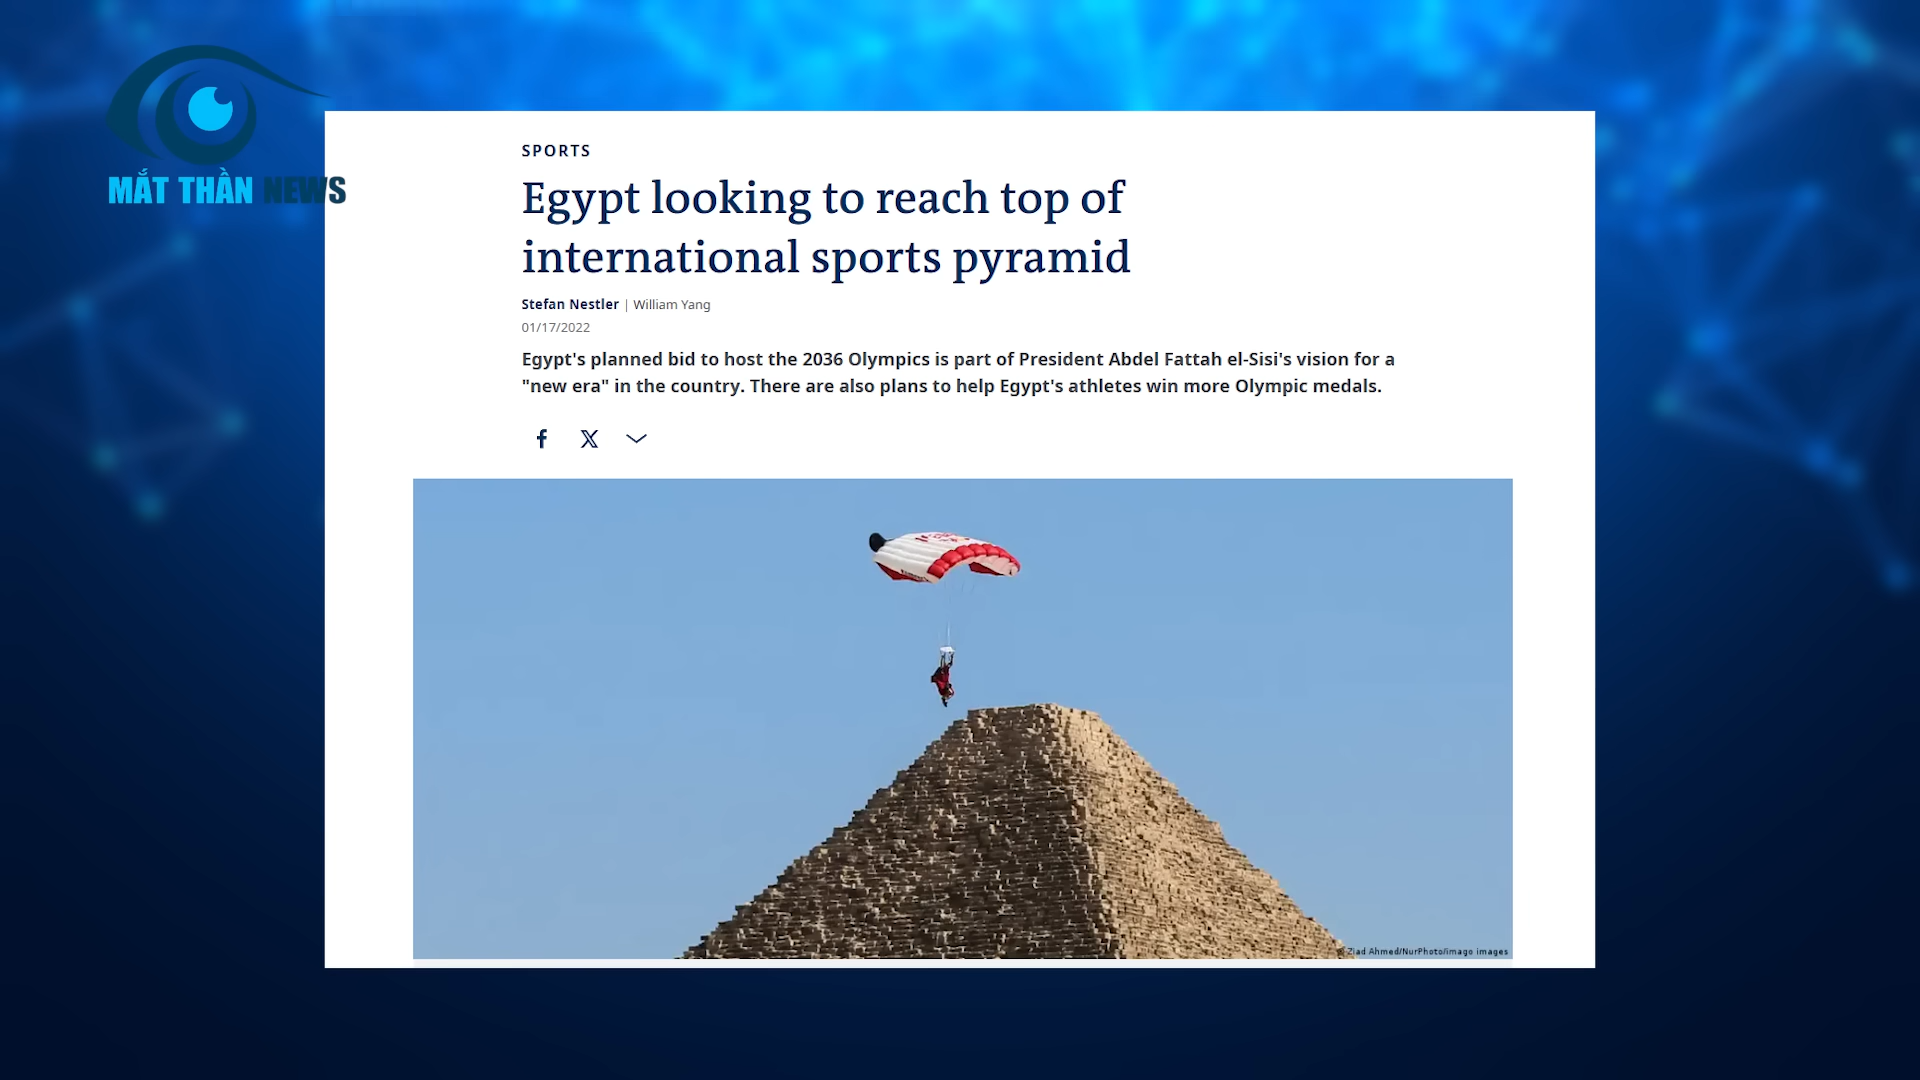 MẮT THẦN NEWS
SPORTS
Egypt looking to reach top of
international sports pyramid
Stefan Nestler | William Yang
01/17/2022
Egypt's planned bid to host the 2036 Olympics is part of President Abdel Fattah el-Sisi's vision for a
"new era" in the country. There are also plans to help Egypt's athletes win more Olympic medals.
Ziad Ahmed/NurPhoto/imago images